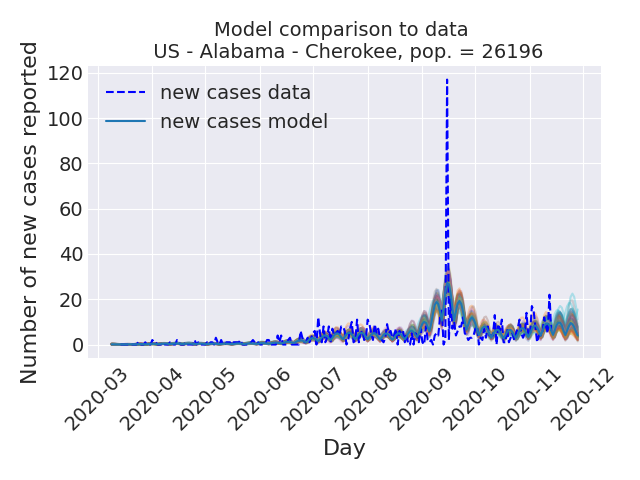 Model comparison to data
US - Alabama - Cherokee, pop. = 26196
Number of new cases reported
120
100
80
60
40
20
0
new cases data
new cases model
2020-03
2020-04
2020-05
2020-06
2020-07
2020-08
2020-09
2020-10
2020-11
2020-12
Day